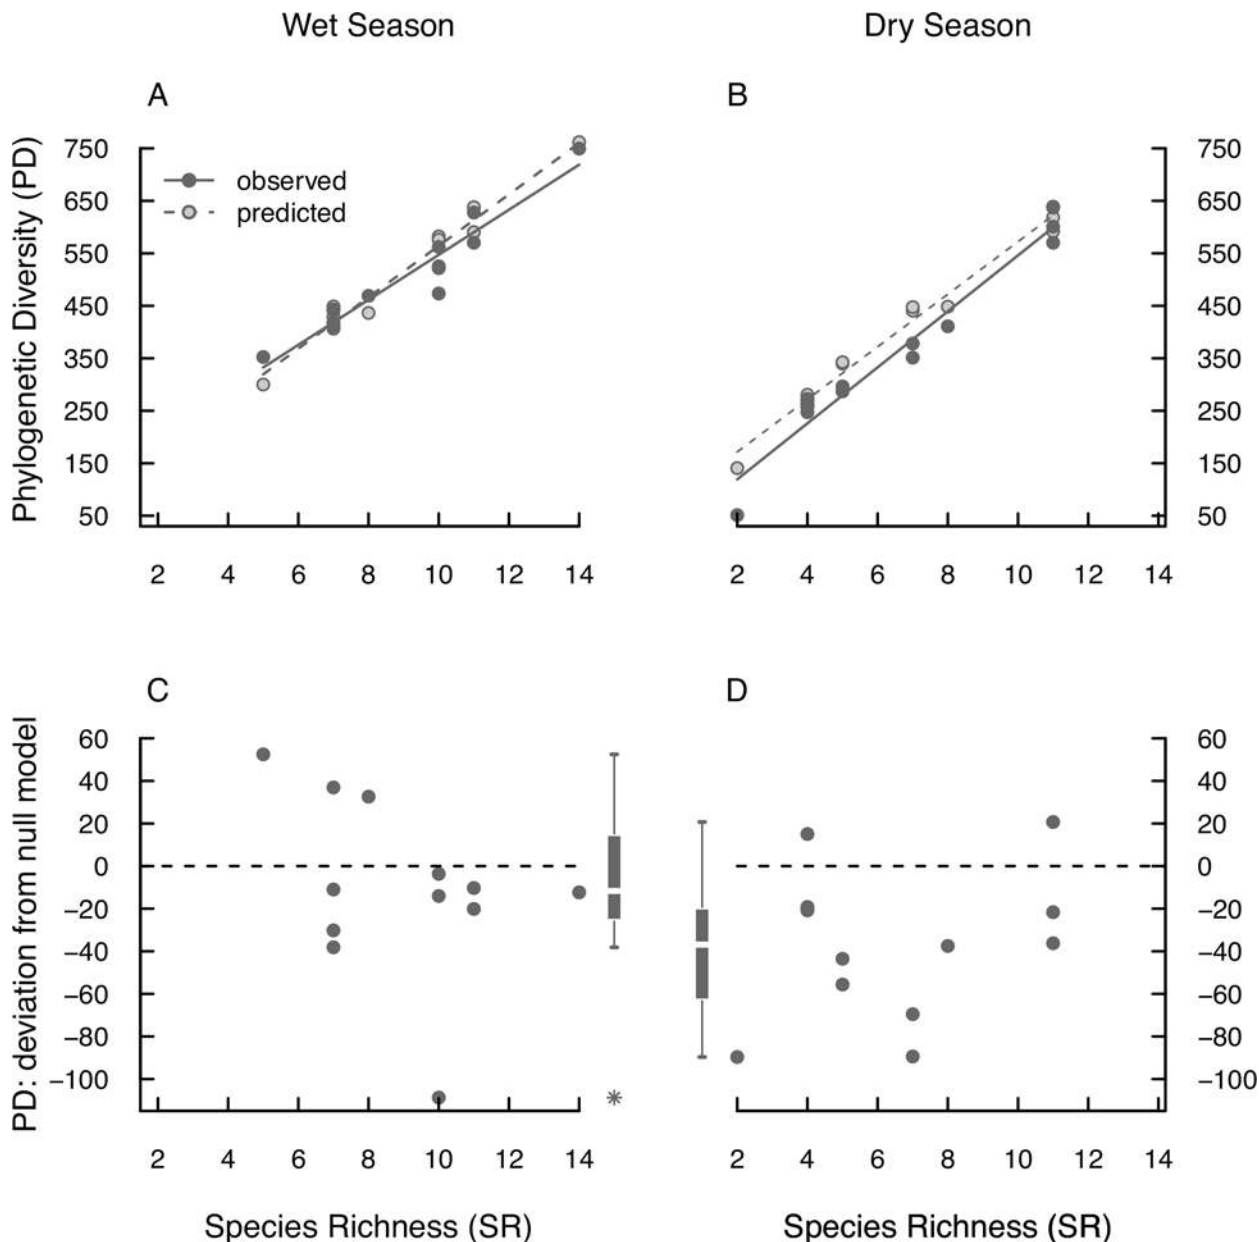 Wet Season
Dry Season
A
B
Phylogenetic Diversity (PD)
750
650
550
450
350
250
150
50
observed
predicted
2 4 6 8 10 12 14
750
650
550
450
350
250
150
50
2 4 6 8 10 12 14
C
D
PD: deviation from null model
60
40
20
0
−20
−40
−60
−80
−100
*
2 4 6 8 10 12 14
Species Richness (SR)
60
40
20
0
−20
−40
−60
−80
−100
2 4 6 8 10 12 14
Species Richness (SR)